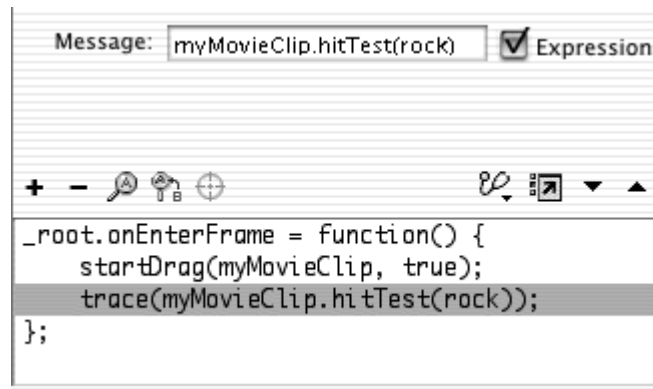 Message: myMovieClip.hitTest(rock) Expression
_root.onEnterFrame = function() {
startDrag(myMovieClip, true);
trace(myMovieClip.hitTest(rock));
};